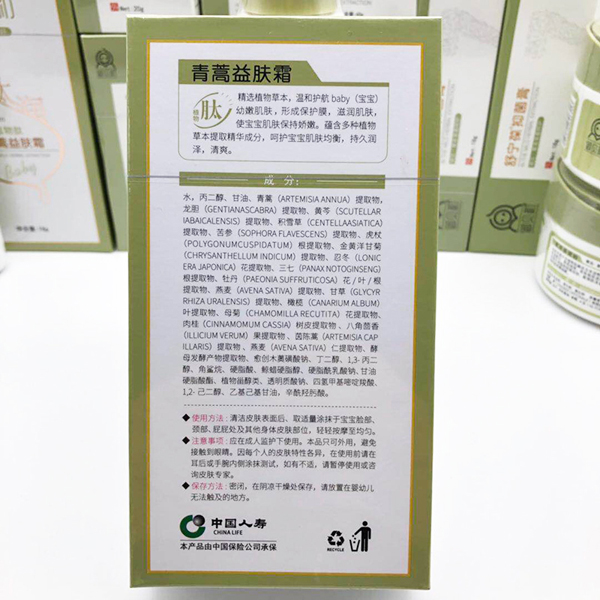 青蒿益肤霜
植物
肽
精选植物草本，温和护航baby（宝宝）
幼嫩肌肤，形成保护膜，滋润肌肤，
使宝宝肌肤保持娇嫩。蕴含多种植物
草本提取精华成分，呵护宝宝肌肤均衡，持久润
泽，清爽。
成 分：
水，丙二醇、甘油、青蒿（ARTEMISIA ANNUA）提取物，
龙胆（GENTIANASCABRA）提取物、黄芩（SCUTELLAR
IABAICALENSIS）提取物、积雪草（CENTELLAASIATICA）
提取物、苦参（SOPHORA FLAVESCENS）提取物、虎杖
（POLYGONUMCUSPIDATUM）根提取物、金黄洋甘菊
（CHRYSANTHELLUM INDICUM）提取物、忍冬（LONIC
ERA JAPONICA）花提取物、三七（PANAX NOTOGINSENG）
根提取物、牡丹（PAEONIA SUFFRUTICOSA）花/叶/根
提取物、燕麦（AVENA SATIVA）提取物、甘草（GLYCYR
RHIZA URALENSIS）提取物、橄榄（CANARIUM ALBUM）
叶提取物、母菊（CHAMOMILLA RECUTITA）花提取物、
肉桂（CINNAMOMUM CASSIA）树皮提取物、八角茴香
（ILLICIUM VERUM）果提取物、茵陈蒿（ARTEMISIA CAP
ILLARIS）提取物、燕麦（AVENA SATIVA）仁提取物、酵
母发酵产物提取物、愈创木薁磺酸钠、丁二醇、1,3-丙二
醇、角鲨烷、硬脂酸、鲸蜡硬脂醇、硬脂酰乳酸钠、甘油
硬脂酸酯、植物甾醇类、透明质酸钠、四氢甲基嘧啶羧酸、
1,2-己二醇、乙基己基甘油，辛酰羟肟酸。
◆使用方法：清洁皮肤表面后、取适量涂抹于宝宝脸部、
颈部、屁屁处及其他身体皮肤部位，轻轻按摩至均匀。
◆注意事项：应在成人监护下使用。本品只可外用，避免
接触到眼睛。因每个人的皮肤特性各异，在使用前请在
耳后或手腕内侧涂抹测试，如有不适，请暂停使用或咨
询皮肤专家。
◆保存方法：密闭，在阴凉干燥处保存，请放置在婴幼儿
无法触及的地方。
中国人寿
CHINA LIFE
本产品由中国保险公司承保
RECYCLE